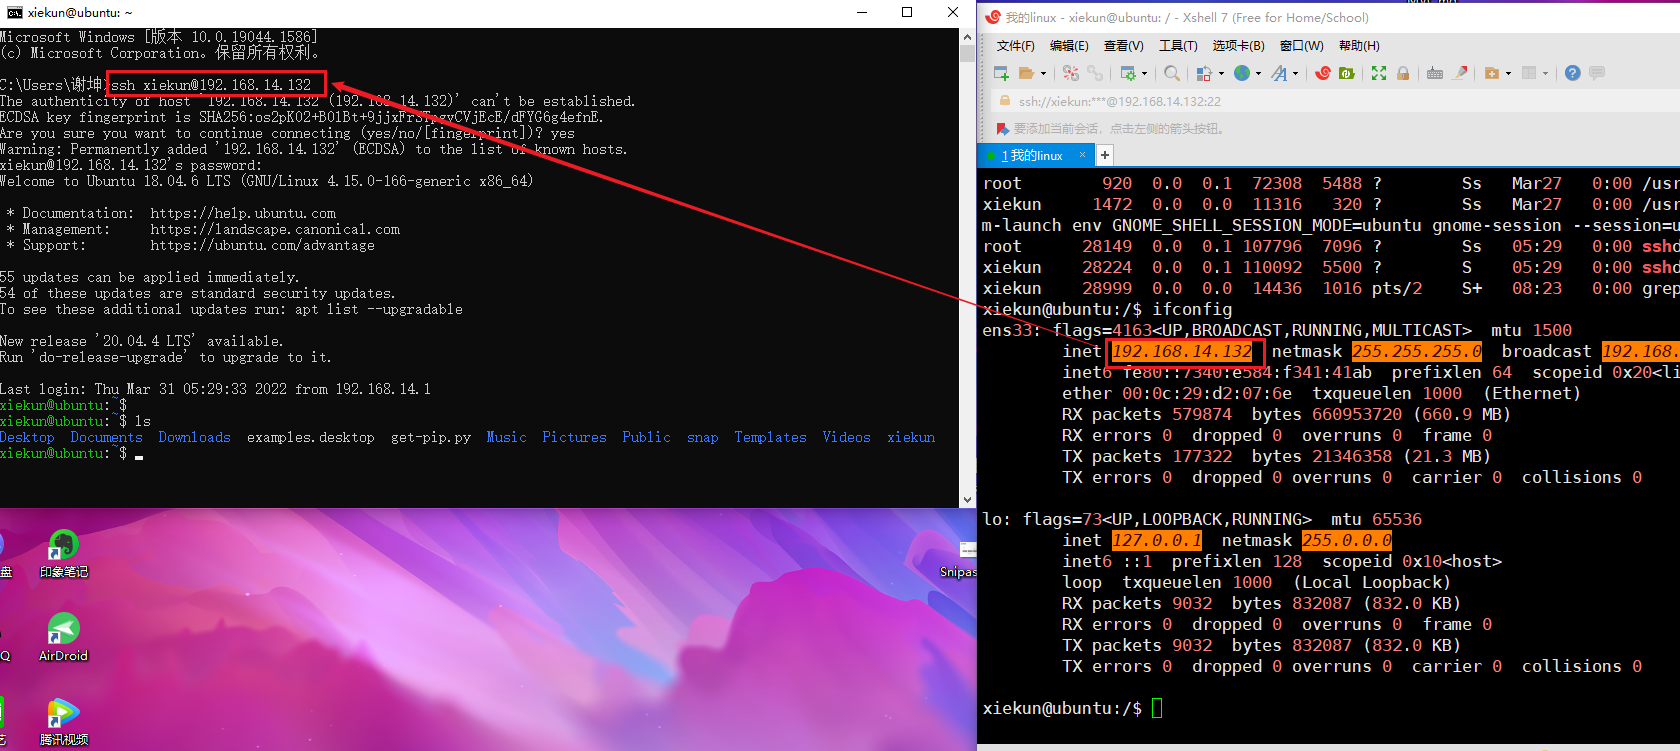 xiekun@ubuntu: ~
Microsoft Windows [版本 10.0.19044.1586]
(c) Microsoft Corporation。保留所有权利。
C:\Users\谢坤>ssh xiekun@192.168.14.132
The authenticity of host '192.168.14.132 (192.168.14.132)' can't be established.
ECDSA key fingerprint is
Are you sure you want to continue connecting (yes/no/[fingerprint])? yes
Warning: Permanently added '192.168.14.132' (ECDSA) to the list of known hosts.
xiekun@192.168.14.132's password:
Welcome to Ubuntu 18.04.6 LTS (GNU/Linux 4.15.0-166-generic x86_64)
* Documentation:  https://help.ubuntu.com
* Management:     https://landscape.canonical.com
* Support:        https://ubuntu.com/advantage
55 updates can be applied immediately.
54 of these updates are standard security updates.
To see these additional updates run: apt list --upgradable
New release '20.04.4 LTS' available.
Run 'do-release-upgrade' to upgrade to it.
Last login: Thu Mar 31 05:29:33 2022 from 192.168.14.1
xiekun@ubuntu:~$
xiekun@ubuntu:~$ ls
Desktop  Documents  Downloads  examples.desktop  get-pip.py  Music  Pictures  Public  snap  Templates  Videos  xiekun
xiekun@ubuntu:~$
盘
印象笔记
Q
AirDroid
艺
腾讯视频
Snipas
我的linux - xiekun@ubuntu: / - Xshell 7 (Free for Home/School)
文件(F) 编辑(E) 查看(V) 工具(T) 选项卡(B) 窗口(W) 帮助(H)
ssh://xiekun:***@192.168.14.132:22
要添加当前会话，点击左侧的箭头按钮。
1 我的linux × +
root        920  0.0  0.1  72308  5488 ?        Ss   Mar27   0:00 /usr
xiekun     1472  0.0  0.0  11316   320 ?        Ss   Mar27   0:00 /usr
m-launch env GNOME_SHELL_SESSION_MODE=ubuntu gnome-session --session=u
root      28149  0.0  0.1 107796  7096 ?        Ss   05:29   0:00 sshd
xiekun    28224  0.0  0.1 110092  5500 ?        S    05:29   0:00 sshd
xiekun    28999  0.0  0.0  14436  1016 pts/2    S+   08:23   0:00 grep
xiekun@ubuntu:/$ ifconfig
ens33: flags=4163<UP,BROADCAST,RUNNING,MULTICAST>  mtu 1500
inet 192.168.14.132  netmask 255.255.255.0  broadcast 192.168.
inet6 fe80::7340:e584:f341:41ab  prefixlen 64  scopeid 0x20<li
ether 00:0c:29:d2:07:6e  txqueuelen 1000  (Ethernet)
RX packets 579874  bytes 660953720 (660.9 MB)
RX errors 0  dropped 0  overruns 0  frame 0
TX packets 177322  bytes 21346358 (21.3 MB)
TX errors 0  dropped 0 overruns 0  carrier 0  collisions 0
lo: flags=73<UP,LOOPBACK,RUNNING>  mtu 65536
inet 127.0.0.1  netmask 255.0.0.0
inet6 ::1  prefixlen 128  scopeid 0x10<host>
loop  txqueuelen 1000  (Local Loopback)
RX packets 9032  bytes 832087 (832.0 KB)
RX errors 0  dropped 0  overruns 0  frame 0
TX packets 9032  bytes 832087 (832.0 KB)
TX errors 0  dropped 0 overruns 0  carrier 0  collisions 0
xiekun@ubuntu:/$